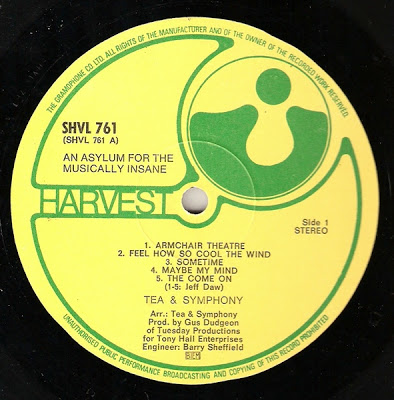 THE GRAMOPHONE CO LTD. ALL RIGHTS OF THE MANUFACTURER AND OF THE OWNER OF THE RECORDED WORK RESERVED.
SHVL 761
(SHVL 761 A)
AN ASYLUM FOR THE
MUSICALLY INSANE
HARVEST
Side 1
STEREO
1. ARMCHAIR THEATRE
2. FEEL HOW SO COOL THE WIND
3. SOMETIME
4. MAYBE MY MIND
5. THE COME ON
(1-5: Jeff Daw)
TEA & SYMPHONY
Arr.: Tea & Symphony
Prod. by Gus Dudgeon
of Tuesday Productions
for Tony Hall Enterprises
Engineer: Barry Sheffield
UNAUTHORISED PUBLIC PERFORMANCE BROADCASTING AND COPYING OF THIS RECORD PROHIBITED